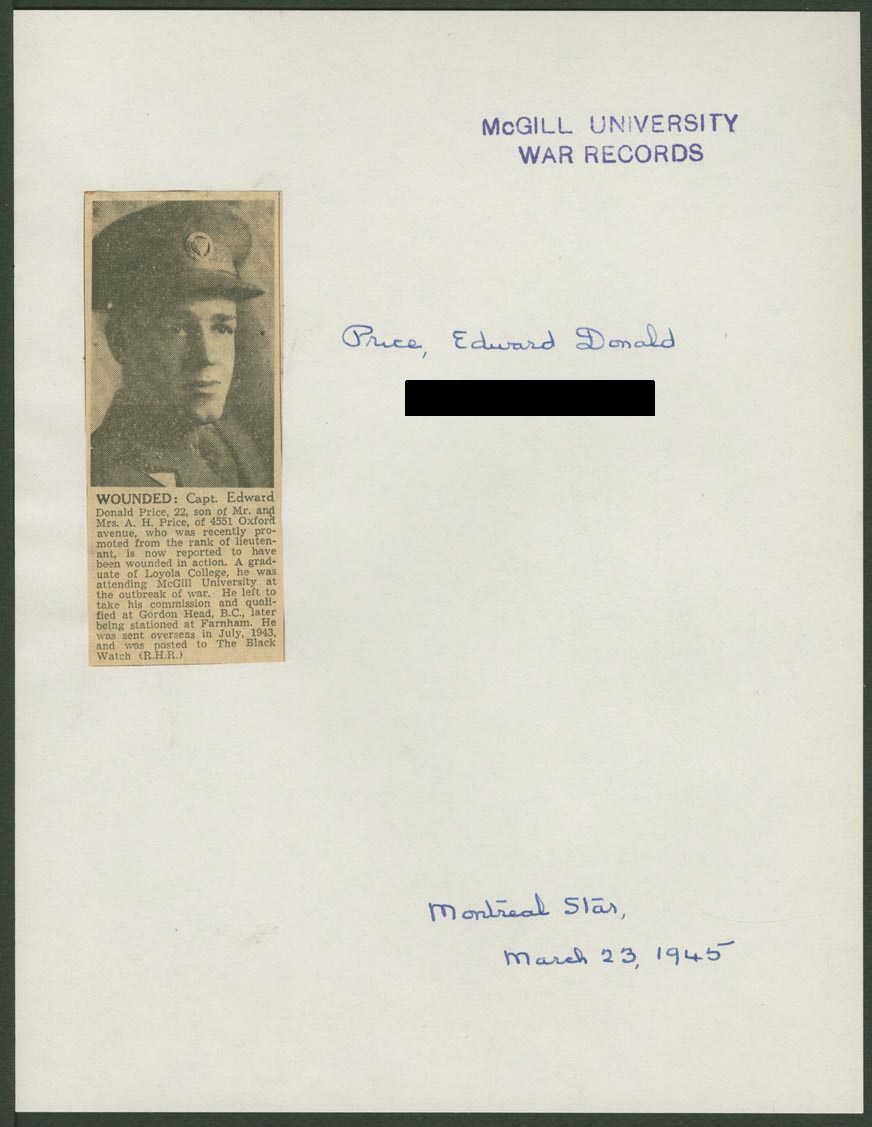 McGILL UNIVERSITY
WAR RECORDS
Price, Edward Donald
WOUNDED: Capt. Edward
Donald Price, 22, son of Mr. and
Mrs. A. H. Price, of 4551 Oxford
avenue, who was recently pro-
moted from the rank of lieuten-
ant, is now reported to have
been wounded in action. A grad-
uate of Loyola College, he was
attending McGill University at
the outbreak of war. He left to
take his commission and quali-
fied at Gordon Head, B.C., later
being stationed at Farnham. He
was sent overseas in July, 1943,
and was posted to The Black
Watch (R.H.R.)
Montreal Star,
March 23, 1945